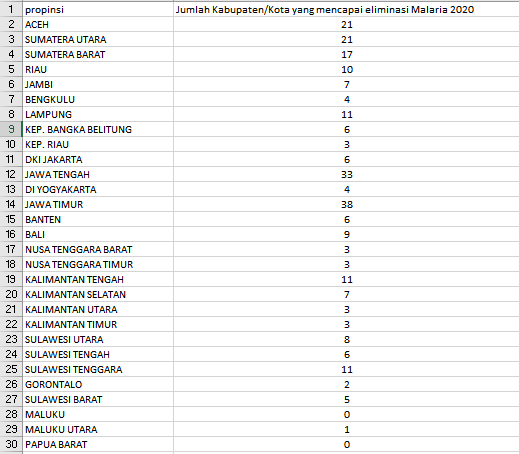 1 propinsi Jumlah Kabupaten/Kota yang mencapai eliminasi Malaria 2020
2 ACEH 21
3 SUMATERA UTARA 21
4 SUMATERA BARAT 17
5 RIAU 10
6 JAMBI 7
7 BENGKULU 4
8 LAMPUNG 11
9 KEP. BANGKA BELITUNG 6
10 KEP. RIAU 3
11 DKI JAKARTA 6
12 JAWA TENGAH 33
13 DI YOGYAKARTA 4
14 JAWA TIMUR 38
15 BANTEN 6
16 BALI 9
17 NUSA TENGGARA BARAT 3
18 NUSA TENGGARA TIMUR 3
19 KALIMANTAN TENGAH 11
20 KALIMANTAN SELATAN 7
21 KALIMANTAN UTARA 3
22 KALIMANTAN TIMUR 3
23 SULAWESI UTARA 8
24 SULAWESI TENGAH 6
25 SULAWESI TENGGARA 11
26 GORONTALO 2
27 SULAWESI BARAT 5
28 MALUKU 0
29 MALUKU UTARA 1
30 PAPUA BARAT 0